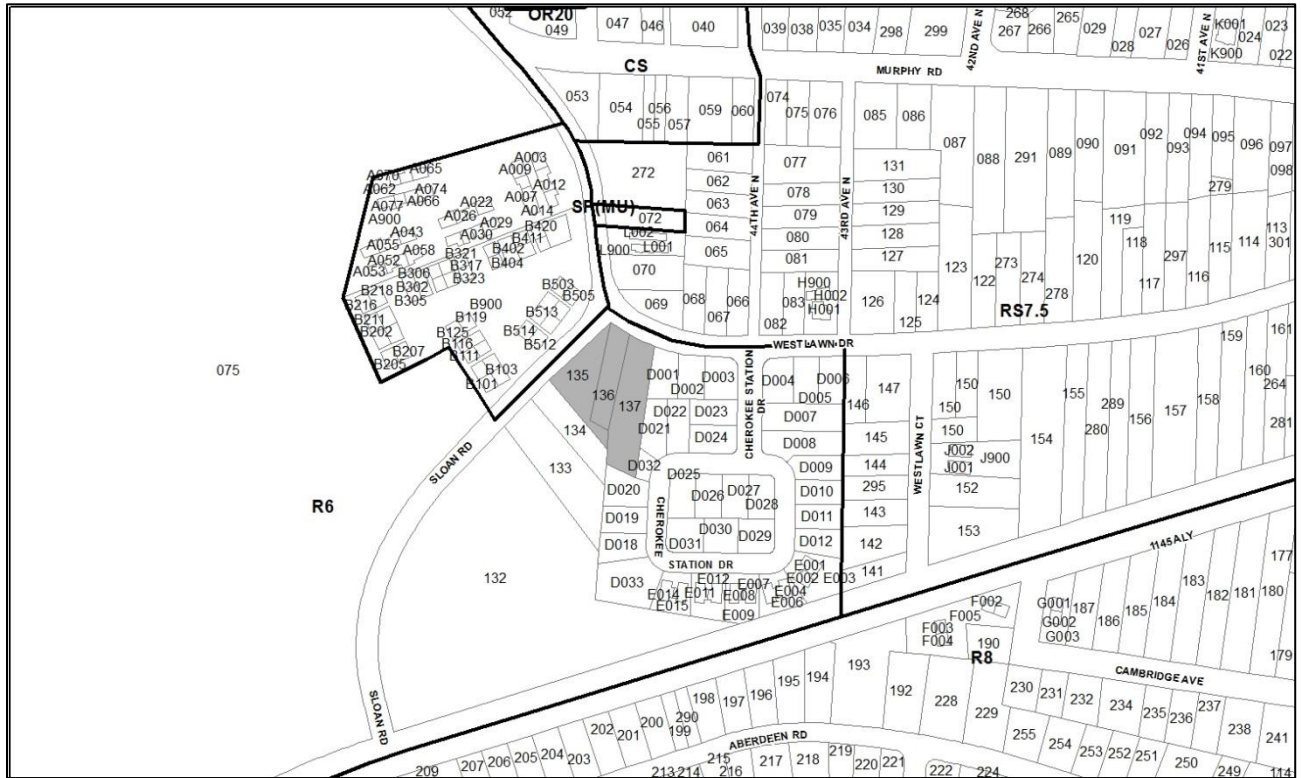 052 OR20 049 047 046 040 039 038 035 034 298 299 42ND AVE N 268 267 266 265 029 028 027 026 41ST AVE N K001 K900 024 023 022
CS
MURPHY RD
053 054 056 055 057 059 060 074 075 076 085 086 087 088 291 089 090 091 092 093 094 095 096 097 098
272 061 062 063 064 065 077 078 079 080 081 131 130 129 128 127 279
44TH AVE N
43RD AVE N
SP(MU)
072
L002 L900 L001
070 069 068 067 066 082 083 H900 H002 H001 126 125 124 123 122 273 274 278 120 119 118 117 297 116 115 114 113 301
RS7.5
A003 A009 A007 A012 A014
A070 A065 A062 A074 A066 A077 A900 A022 A026 A029 A030 A043 A055 A058 A052 A053
B420 B411 B402 B404 B321 B317 B323 B306 B302 B305
B218 B216 B211 B202 B207 B205
B900 B119 B125 B116 B111 B103 B101
B503 B505 B513 B514 B512
WESTLAWN DR
075
135 136 137 134 133 132
D001 D002 D003 D004 D005 D006 D007 D008 D009 D010 D011 D012
CHEROKEE STATION DR
D022 D021 D023 D024 D032 D025 D026 D027 D028 D020 D019 D018 D031 D030 D029 D033
CHEROKEE
STATION DR
E001 E002 E003 E004 E006 E007 E008 E009 E012 E011 E014 E015
146 147 145 144 295 143 142 141
WESTLAWN CT
150 150 150 150 J002 J001 J900 152 153 154 155 280 289 156 157 158 159 160 161 264 281
SLOAN RD
R6
SLOAN RD
1145 ALY
F002 F005 F003 F004 190 G001 G002 G003 187 186 185 184 183 182 181 180 177 179
R8
CAMBRIDGE AVE
209 207 206 205 204 203 202 201 200 290 199 198 197 196 195 194 193 192 228 229 230 231 232 234 235 236 237 238 241
ABERDEEN RD
213 214 215 216 217 218 219 220 221 222 224 255 254 253 252 251 250 249 114